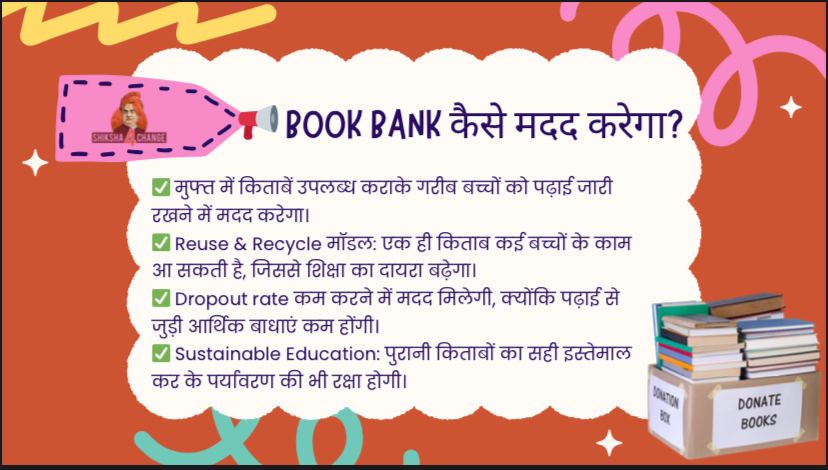 SHIKSHA 4 CHANGE
BOOK BANK कैसे मदद करेगा?
✅ मुफ्त में किताबें उपलब्ध कराके गरीब बच्चों को पढ़ाई जारी
रखने में मदद करेगा।
✅ Reuse & Recycle मॉडल: एक ही किताब कई बच्चों के काम
आ सकती है, जिससे शिक्षा का दायरा बढ़ेगा।
✅ Dropout rate कम करने में मदद मिलेगी, क्योंकि पढ़ाई से
जुड़ी आर्थिक बाधाएं कम होंगी।
✅ Sustainable Education: पुरानी किताबों का सही इस्तेमाल
कर के पर्यावरण की भी रक्षा होगी।
DONATION
BOX
DONATE
BOOKS